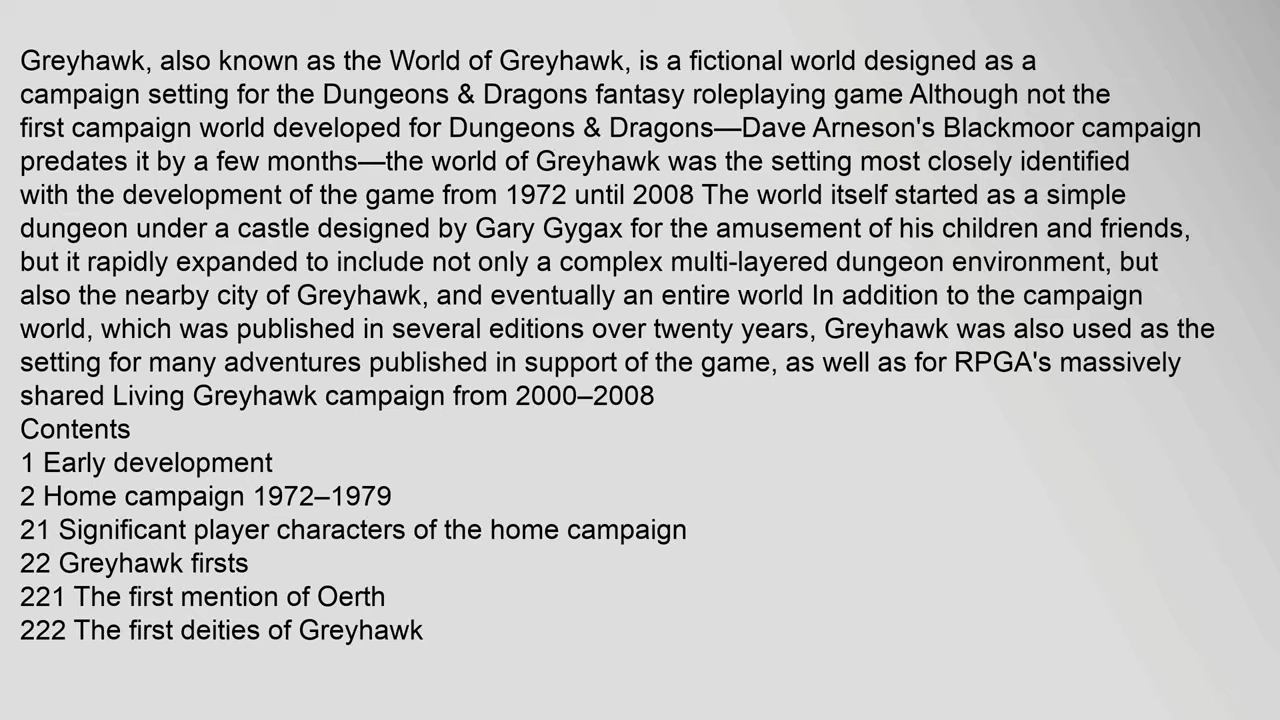 Greyhawk, also known as the World of Greyhawk, is a fictional world designed as a
campaign setting for the Dungeons & Dragons fantasy roleplaying game Although not the
first campaign world developed for Dungeons & Dragons—Dave Arneson's Blackmoor campaign
predates it by a few months—the world of Greyhawk was the setting most closely identified
with the development of the game from 1972 until 2008 The world itself started as a simple
dungeon under a castle designed by Gary Gygax for the amusement of his children and friends,
but it rapidly expanded to include not only a complex multi-layered dungeon environment, but
also the nearby city of Greyhawk, and eventually an entire world In addition to the campaign
world, which was published in several editions over twenty years, Greyhawk was also used as the
setting for many adventures published in support of the game, as well as for RPGA's massively
shared Living Greyhawk campaign from 2000–2008
Contents
1 Early development
2 Home campaign 1972–1979
21 Significant player characters of the home campaign
22 Greyhawk firsts
221 The first mention of Oerth
222 The first deities of Greyhawk